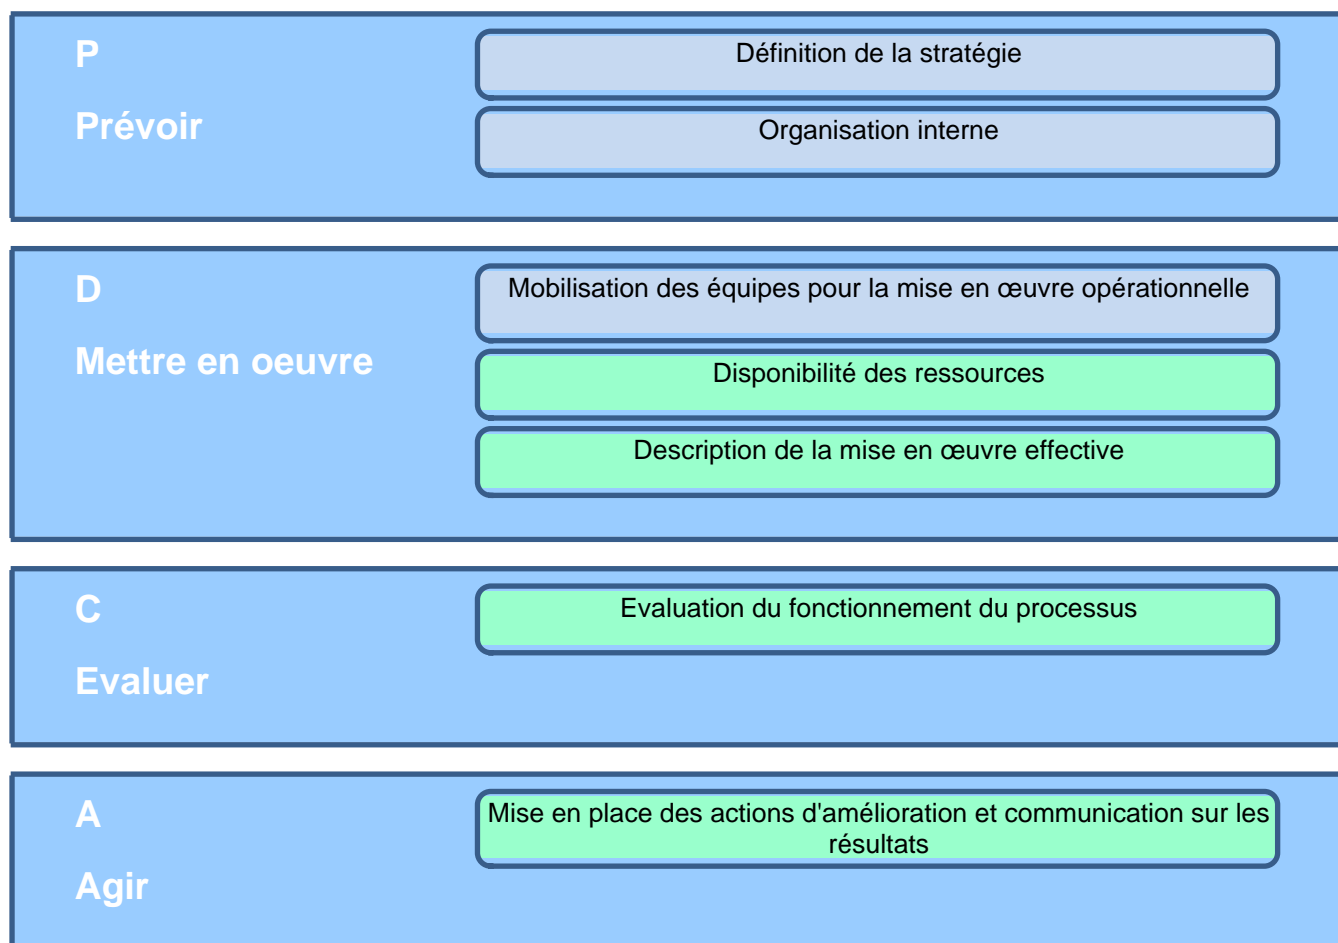 P
Prévoir
Définition de la stratégie
Organisation interne
D
Mettre en oeuvre
Mobilisation des équipes pour la mise en œuvre opérationnelle
Disponibilité des ressources
Description de la mise en œuvre effective
C
Evaluer
Evaluation du fonctionnement du processus
A
Agir
Mise en place des actions d'amélioration et communication sur les
résultats